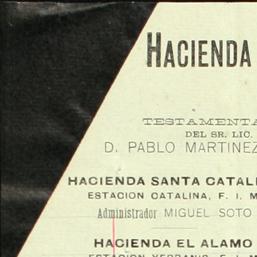 HACIENDA
TESTAMENTA
DEL SR. LIC.
D. PABLO MARTINEZ
HACIENDA SANTA CATAL
ESTACION CATALINA, F. I. M
Administrador MIGUEL SOTO
HACIENDA EL ALAMO